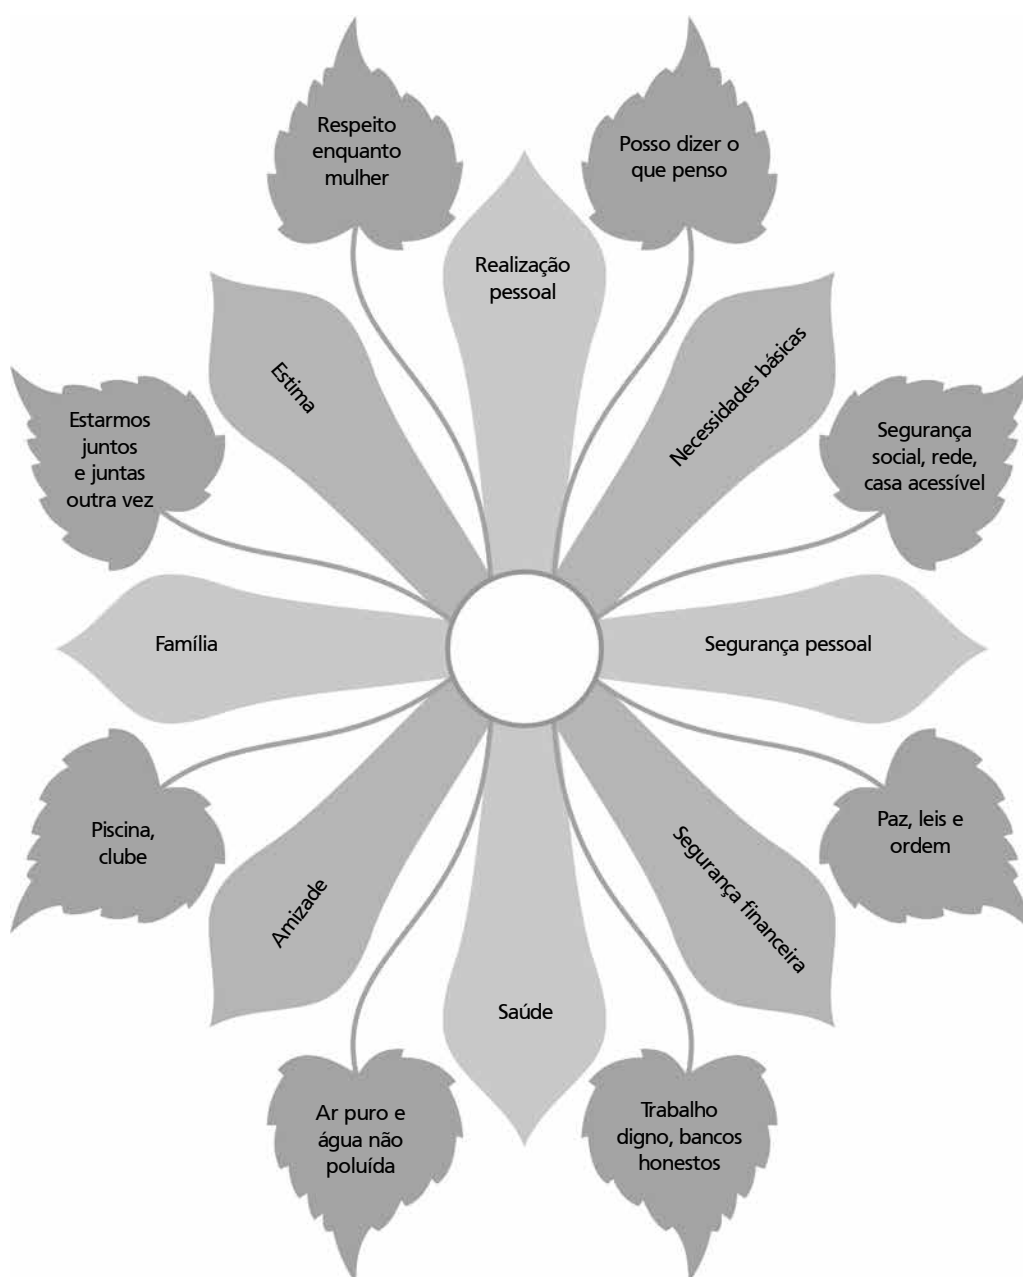 Respeito
enquanto
mulher
Posso dizer o
que penso
Realização
pessoal
Estima
Necessidades básicas
Estarmos
juntos
e juntas
outra vez
Segurança
social, rede,
casa acessível
Família
Segurança pessoal
Piscina,
clube
Paz, leis e
ordem
Amizade
Segurança financeira
Saúde
Ar puro e
água não
poluída
Trabalho
digno, bancos
honestos